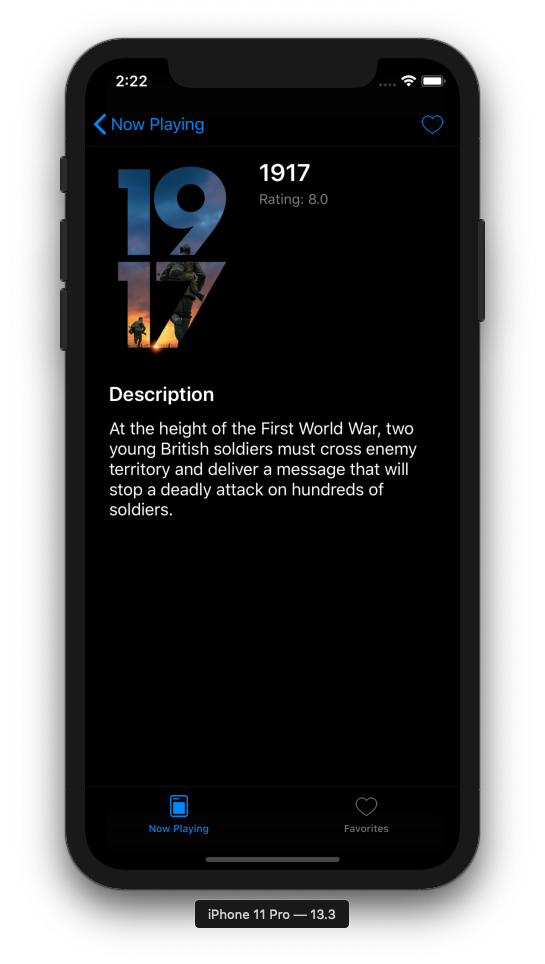 2:22
Now Playing
19
17
1917
Rating: 8.0
Description
At the height of the First World War, two
young British soldiers must cross enemy
territory and deliver a message that will
stop a deadly attack on hundreds of
soldiers.
Now Playing
Favorites
iPhone 11 Pro — 13.3